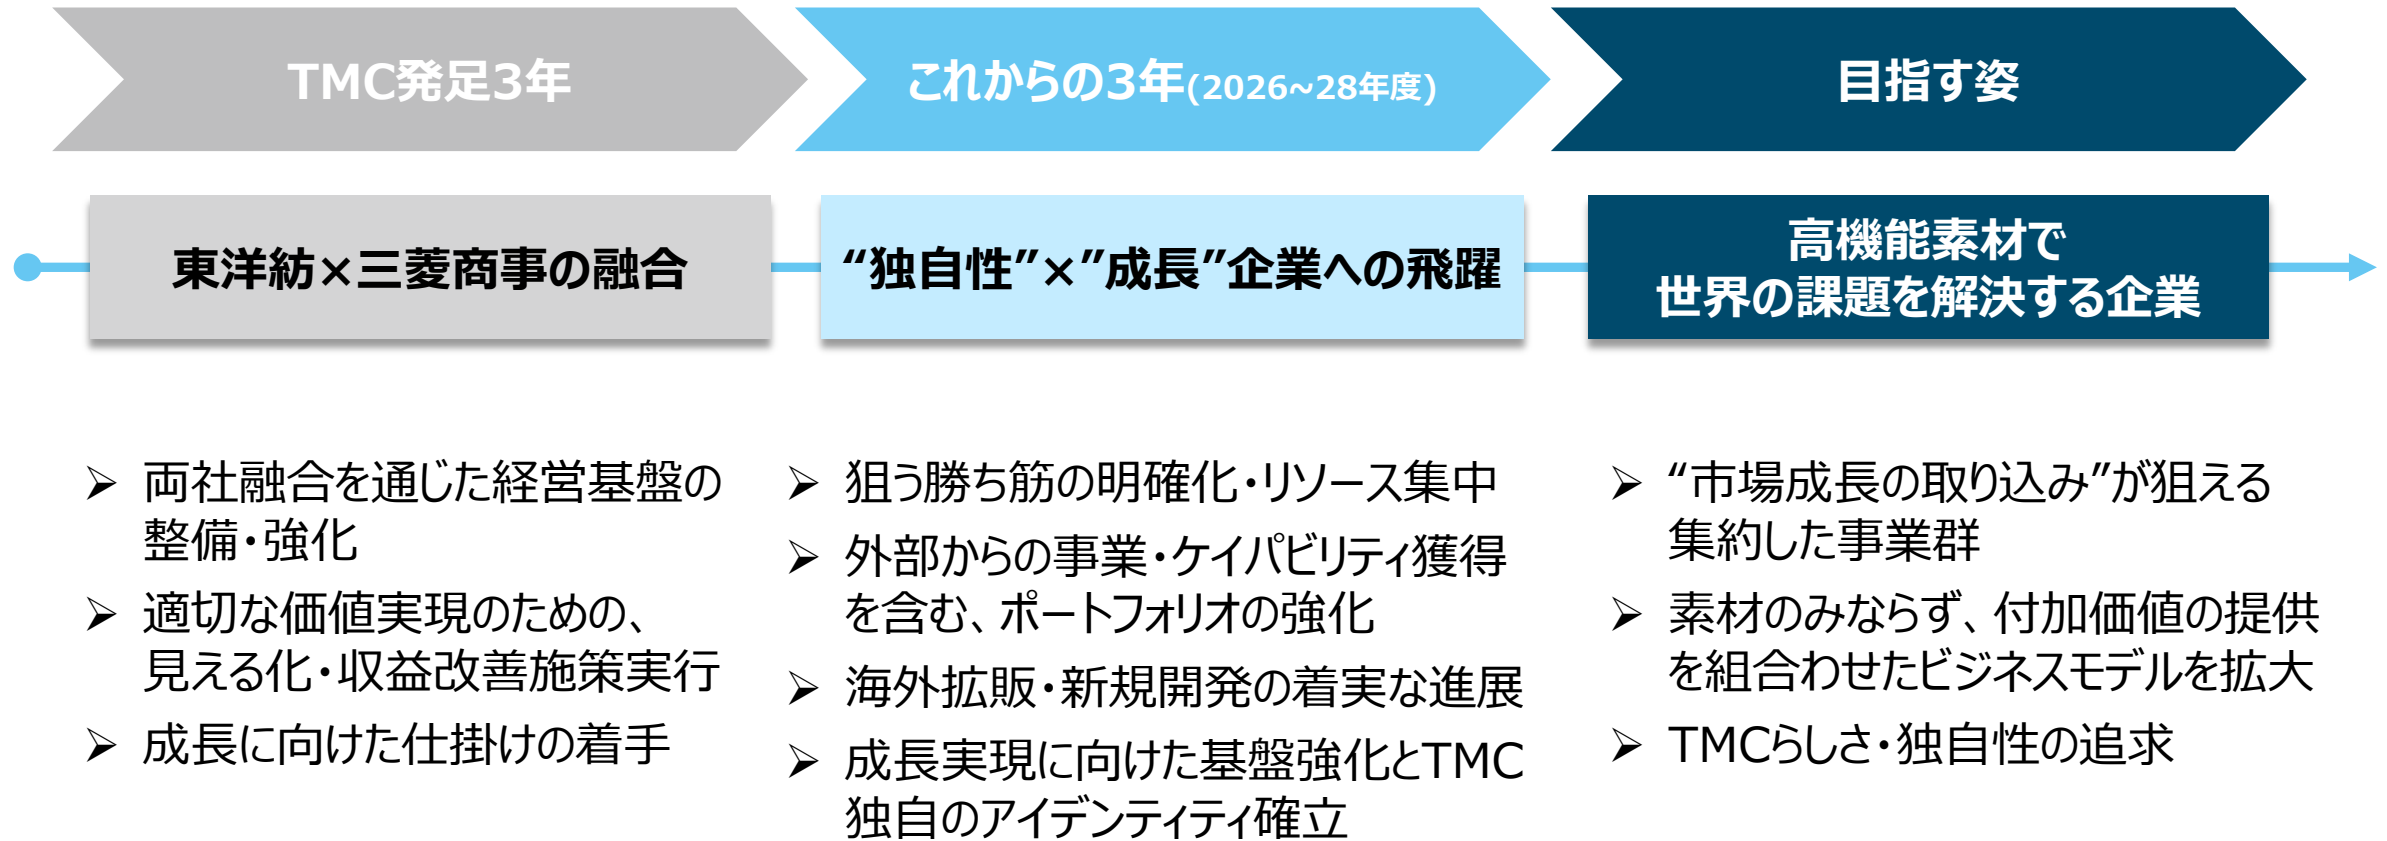 TMC発足3年
これからの3年(2026~28年度)
目指す姿
東洋紡×三菱商事の融合
“独自性”×”成長”企業への飛躍
高機能素材で
世界の課題を解決する企業
➢ 両社融合を通じた経営基盤の
整備・強化
➢ 適切な価値実現のための、
見える化・収益改善施策実行
➢ 成長に向けた仕掛けの着手
➢ 狙う勝ち筋の明確化・リソース集中
➢ 外部からの事業・ケイパビリティ獲得
を含む、ポートフォリオの強化
➢ 海外拡販・新規開発の着実な進展
➢ 成長実現に向けた基盤強化とTMC
独自のアイデンティティ確立
➢ “市場成長の取り込み”が狙える
集約した事業群
➢ 素材のみならず、付加価値の提供
を組合わせたビジネスモデルを拡大
➢ TMCらしさ・独自性の追求